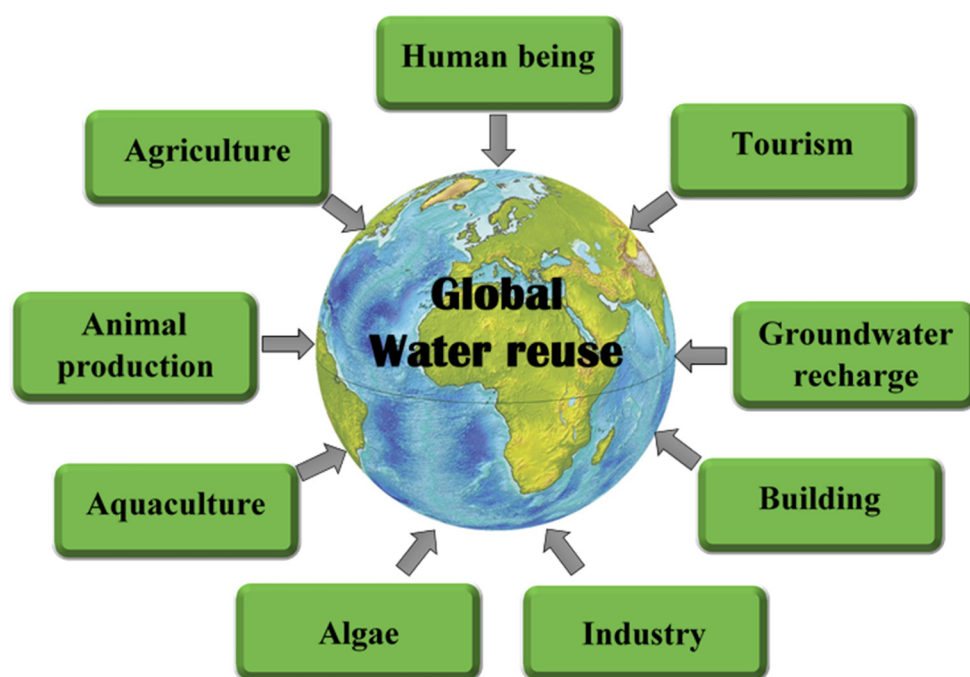 Human being
Agriculture
Tourism
Global
Water reuse
Animal
production
Groundwater
recharge
Aquaculture
Building
Algae
Industry